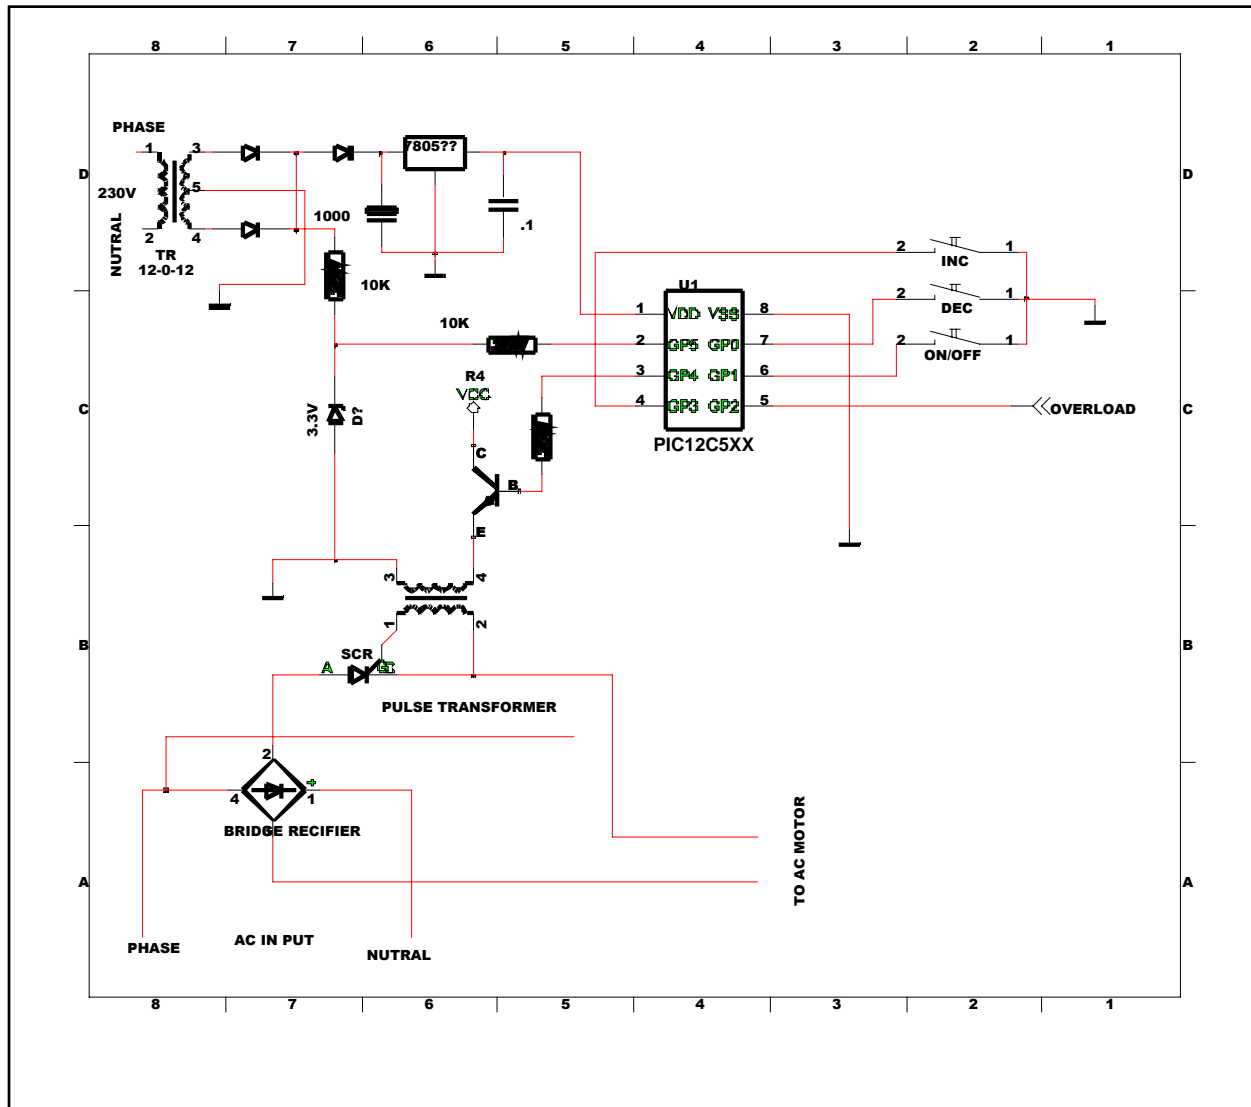 8 7 6 5 4 3 2 1
PHASE
1 3
7805??
D D
230V 5
1000
.1
NUTRAL
2 4
TR
12-0-12
10K
2 1
INC
U1
2 1
DEC
10K
1 VDD VSS 8
2 GP5 GP0 7
2 1
ON/OFF
3 GP4 GP1 6
4 GP3 GP2 5
PIC12C5XX
R4
VCC
C C
OVERLOAD
3.3V
D?
C
B
E
3 4
1 2
B B
SCR
A G
PULSE TRANSFORMER
2
4 + 1
3
BRIDGE RECIFIER
TO AC MOTOR
A A
PHASE
AC IN PUT
NUTRAL
8 7 6 5 4 3 2 1